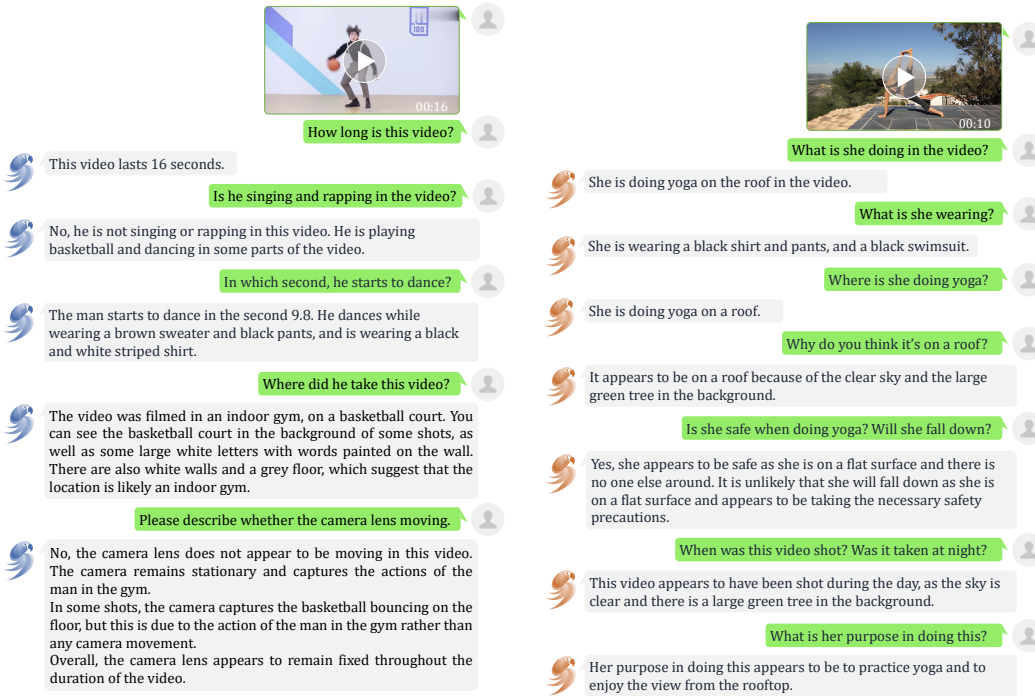 100
00:16
How long is this video?
This video lasts 16 seconds.
Is he singing and rapping in the video?
No, he is not singing or rapping in this video. He is playing
basketball and dancing in some parts of the video.
In which second, he starts to dance?
The man starts to dance in the second 9.8. He dances while
wearing a brown sweater and black pants, and is wearing a black
and white striped shirt.
Where did he take this video?
The video was filmed in an indoor gym, on a basketball court. You
can see the basketball court in the background of some shots, as
well as some large white letters with words painted on the wall.
There are also white walls and a grey floor, which suggest that the
location is likely an indoor gym.
Please describe whether the camera lens moving.
No, the camera lens does not appear to be moving in this video.
The camera remains stationary and captures the actions of the
man in the gym.
In some shots, the camera captures the basketball bouncing on the
floor, but this is due to the action of the man in the gym rather than
any camera movement.
Overall, the camera lens appears to remain fixed throughout the
duration of the video.
00:10
What is she doing in the video?
She is doing yoga on the roof in the video.
What is she wearing?
She is wearing a black shirt and pants, and a black swimsuit.
Where is she doing yoga?
She is doing yoga on a roof.
Why do you think it's on a roof?
It appears to be on a roof because of the clear sky and the large
green tree in the background.
Is she safe when doing yoga? Will she fall down?
Yes, she appears to be safe as she is on a flat surface and there is
no one else around. It is unlikely that she will fall down as she is
on a flat surface and appears to be taking the necessary safety
precautions.
When was this video shot? Was it taken at night?
This video appears to have been shot during the day, as the sky is
clear and there is a large green tree in the background.
What is her purpose in doing this?
Her purpose in doing this appears to be to practice yoga and to
enjoy the view from the rooftop.